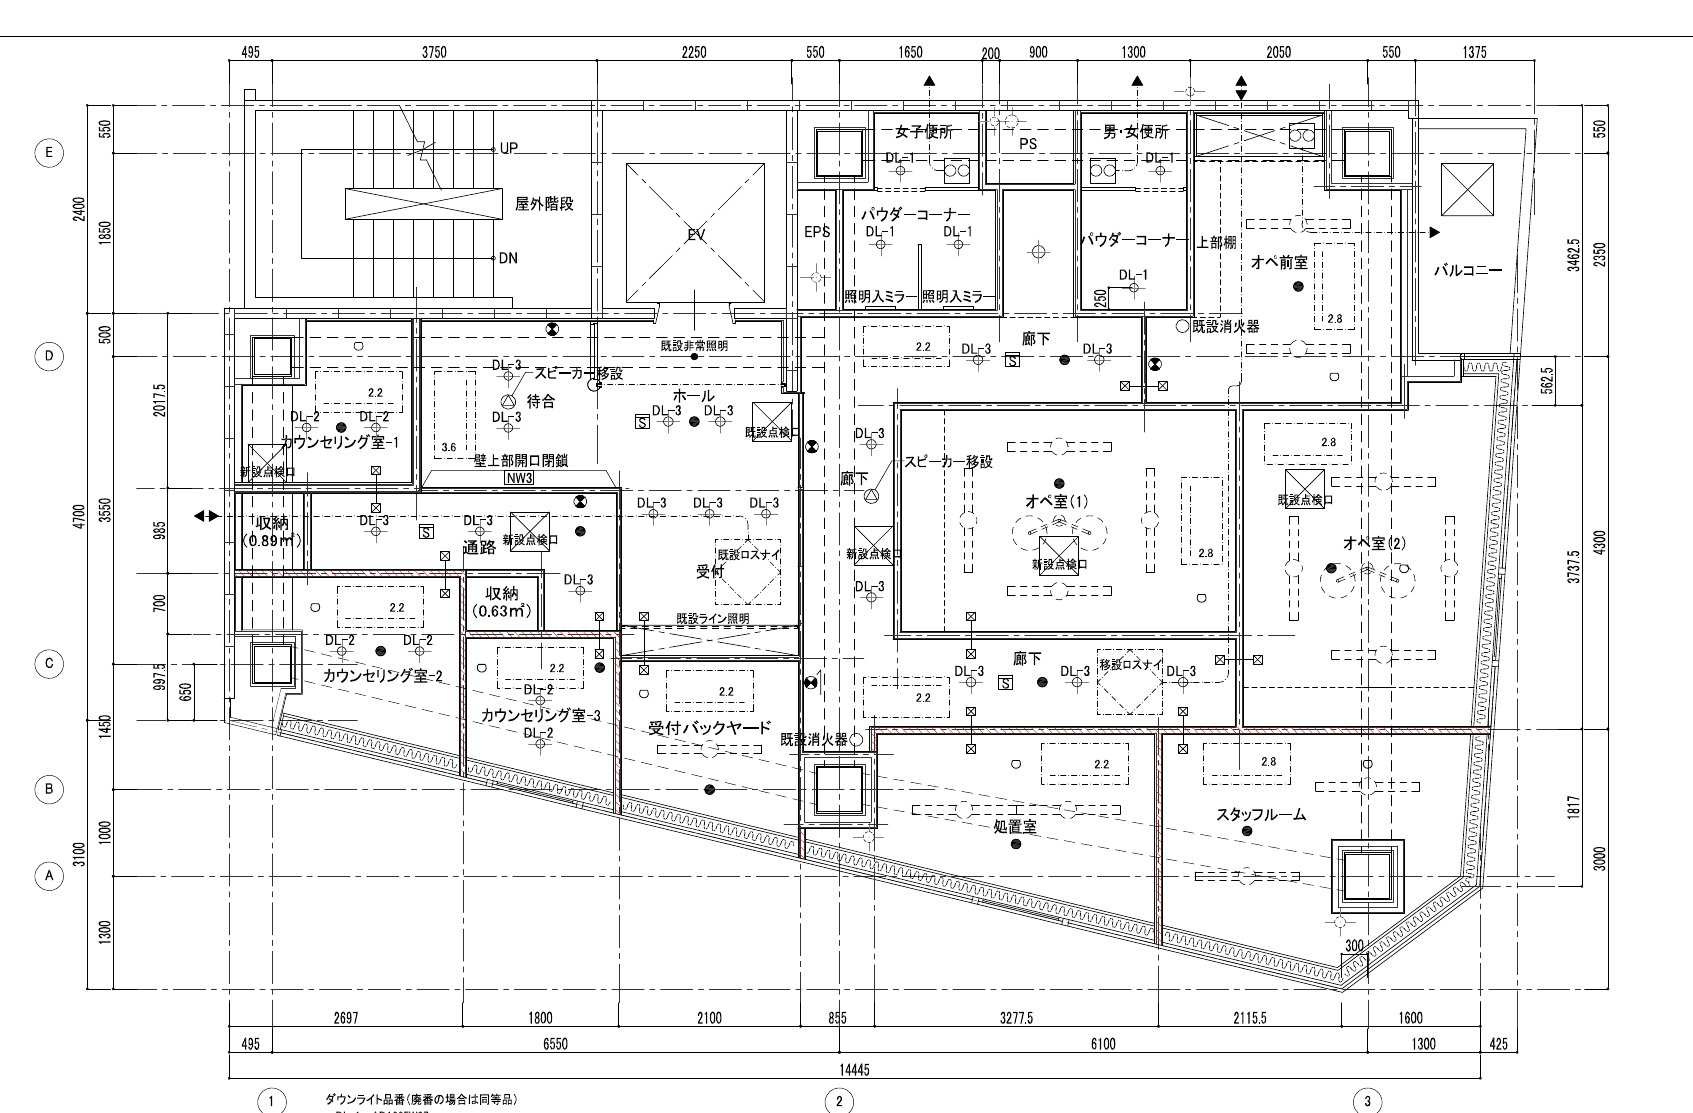 495 3750 2250 550 1650 200 900 1300 2050 550 1375
E
D
C
B
A
550
2400
1850
500
2017.5
4700
3550
985
700
997.5
650
1450
1000
3100
1300
UP
屋外階段
DN
EV
EPS
女子便所
DL-1
PS
男・女便所
DL-1
パウダーコーナー
DL-1 DL-1
照明入ミラー 照明入ミラー
パウダーコーナー
DL-1
250
上部棚
オペ前室
2.8
バルコニー
550
3462.5
2350
562.5
4300
3737.5
1817
3000
既設消火器
既設非常照明
DL-3
スピーカー移設
待合
DL-3
3.6
ホール
S
DL-3 DL-3
既設点検口
2.2
DL-2 DL-2
カウンセリング室-1
新設点検口
壁上部開口閉鎖
NW3
廊下
2.2
DL-3
S
DL-3
DL-3
スピーカー移設
廊下
新設点検口
DL-3
オペ室(1)
新設点検口
2.8
2.8
既設点検口
オペ室(2)
収納
(0.89㎡)
DL-3
S
DL-3
通路
新設点検口
DL-3 DL-3 DL-3
既設ロスナイ
受付
既設ライン照明
収納
(0.63㎡)
DL-3
2.2
DL-2 DL-2
カウンセリング室-2
2.2
DL-2
カウンセリング室-3
DL-2
2.2
受付バックヤード
既設消火器
廊下
DL-3
S
DL-3
移設ロスナイ
DL-3
2.2
2.2
処置室
2.8
スタッフルーム
300
2697 1800 2100 855 3277.5 2115.5 1600
495 6550 6100 1300 425
14445
1 2 3
ダウンライト品番(廃番の場合は同等品)